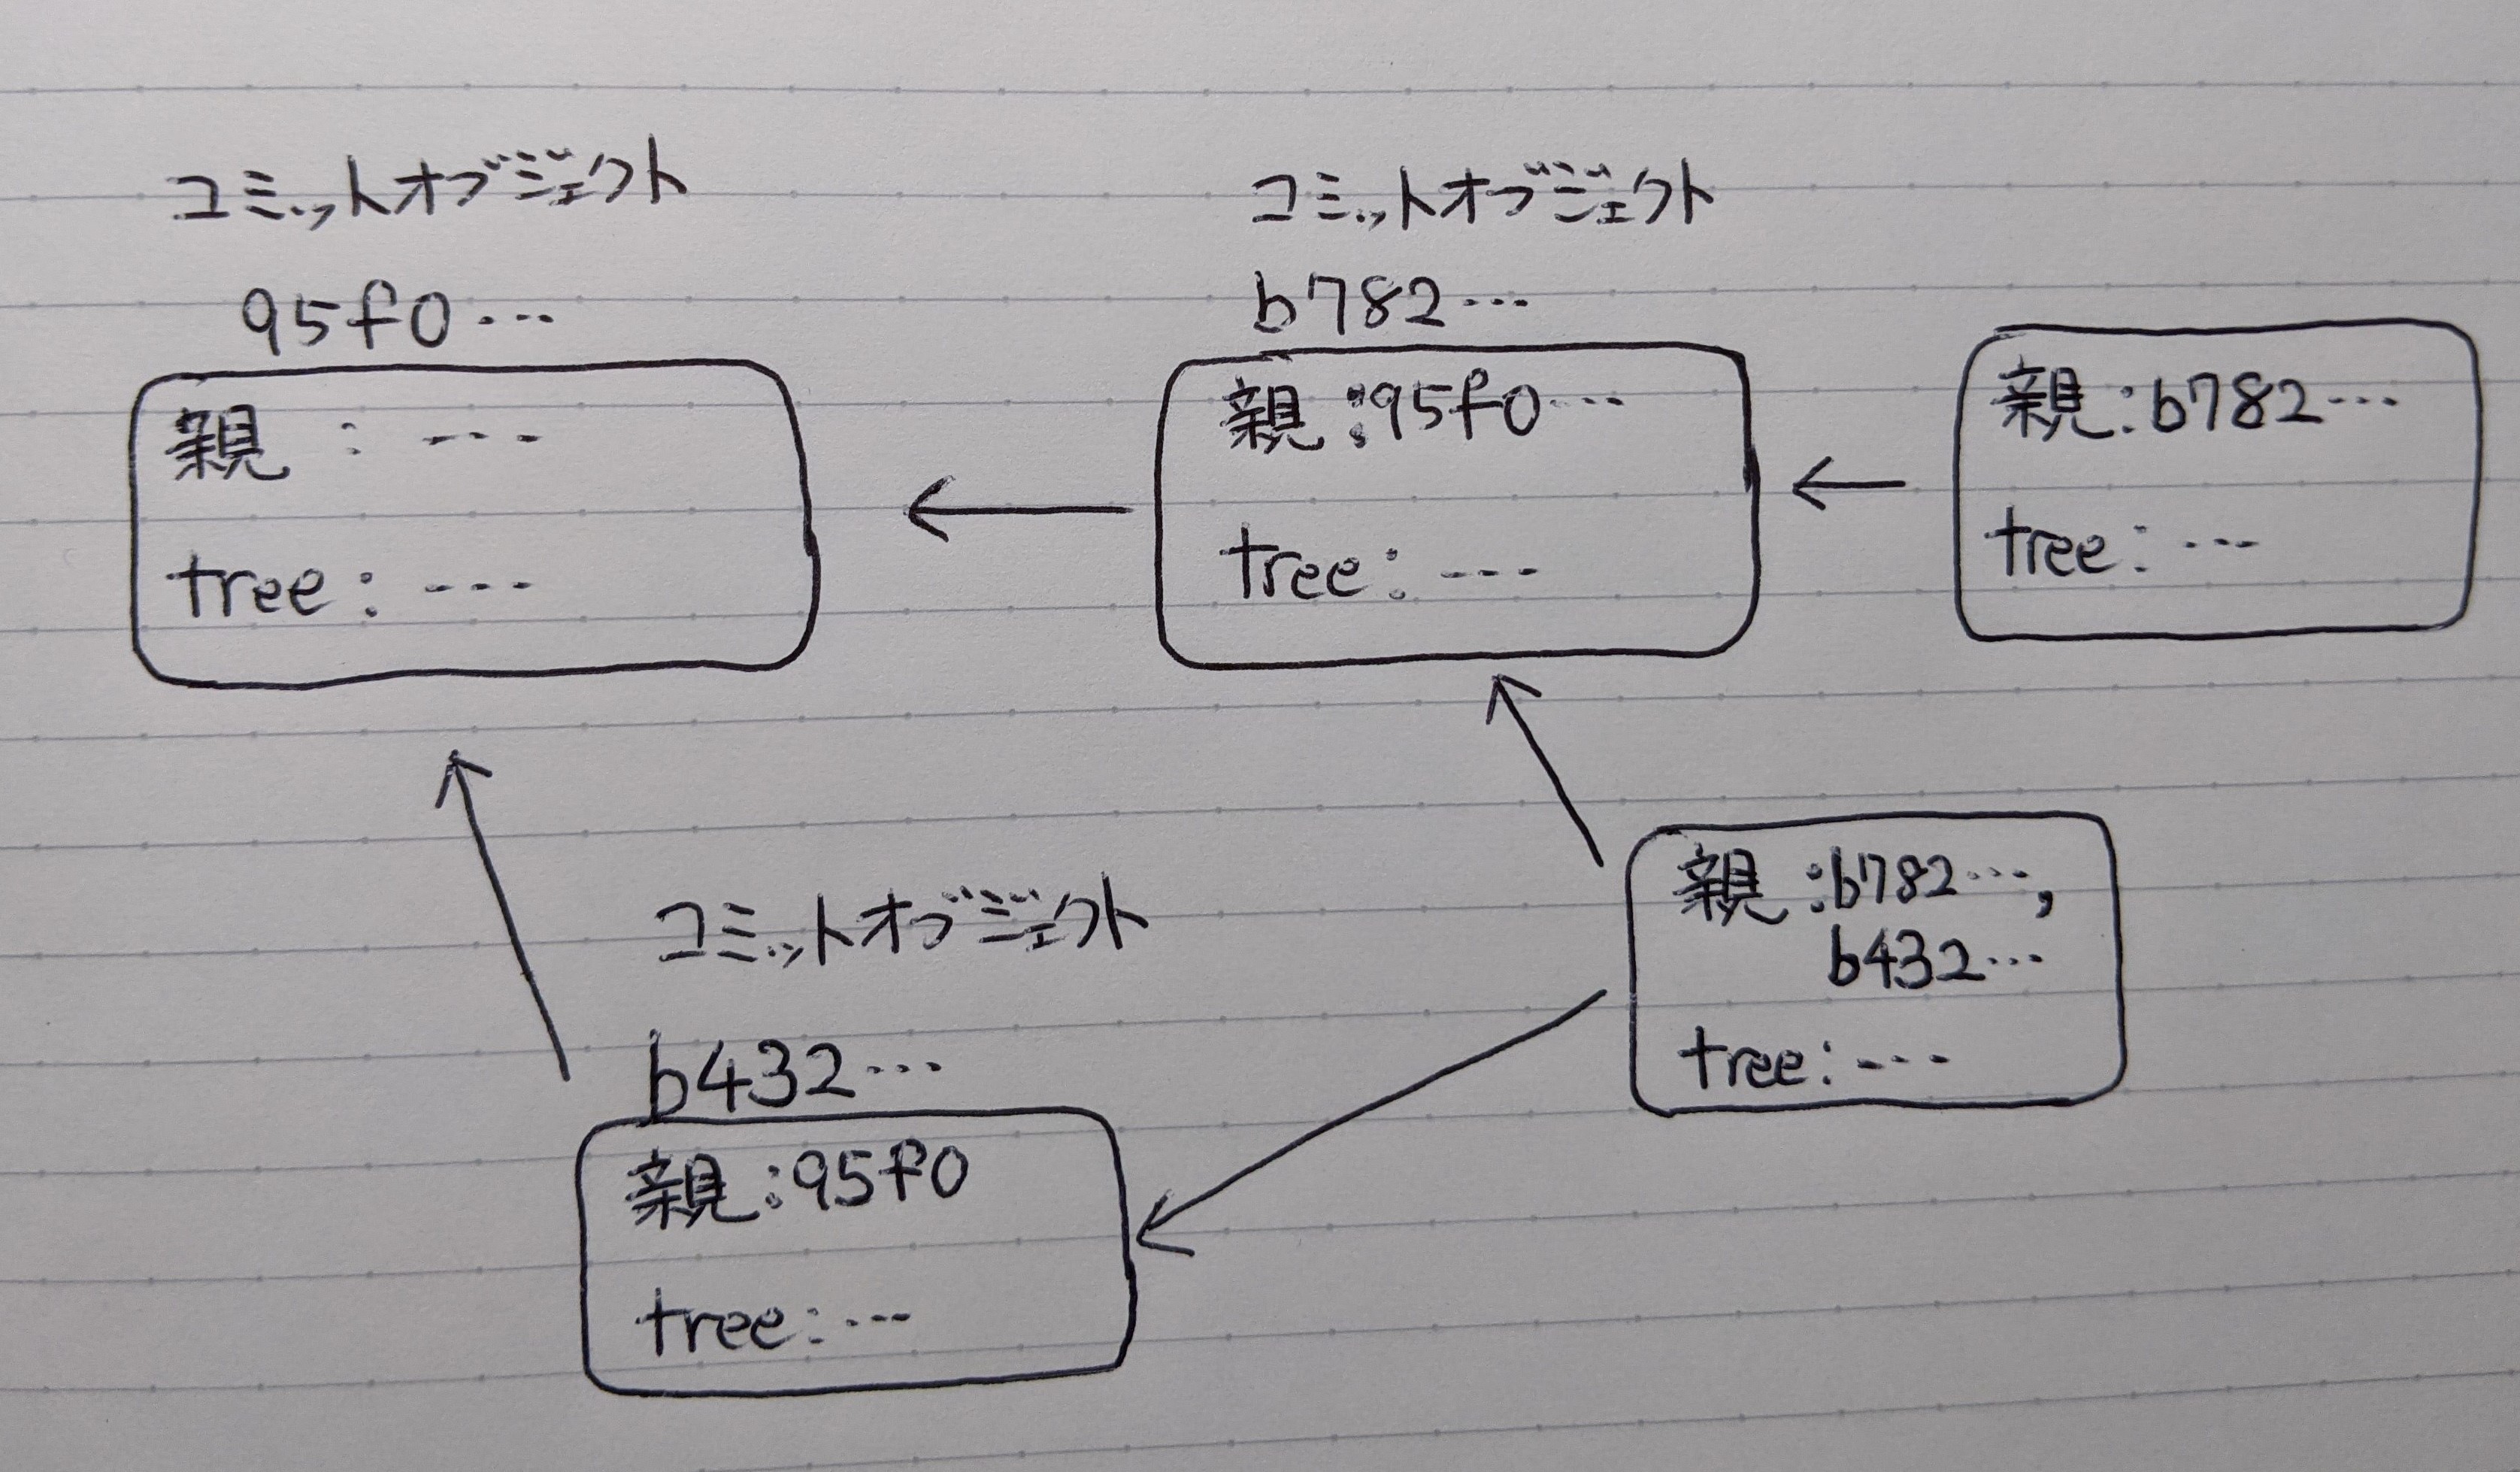 コミットオブジェクト
95f0…
親 : ---
tree : ---
コミットオブジェクト
b782…
親 : 95f0…
tree : ---
親 : b782…
tree : ---
コミットオブジェクト
b432…
親 : 95f0
tree : ---
親 : b782…,
b432…
tree : ---